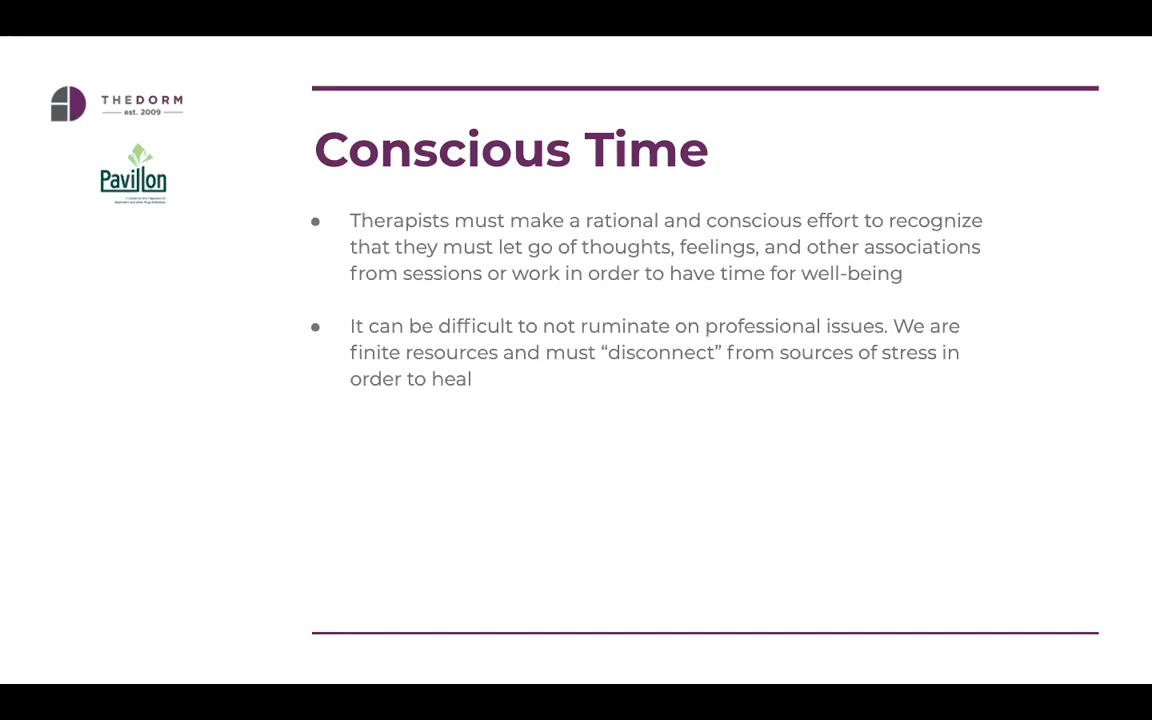 THEDORM
est. 2009
Pavillon
Conscious Time
● Therapists must make a rational and conscious effort to recognize
that they must let go of thoughts, feelings, and other associations
from sessions or work in order to have time for well-being
● It can be difficult to not ruminate on professional issues. We are
finite resources and must “disconnect” from sources of stress in
order to heal